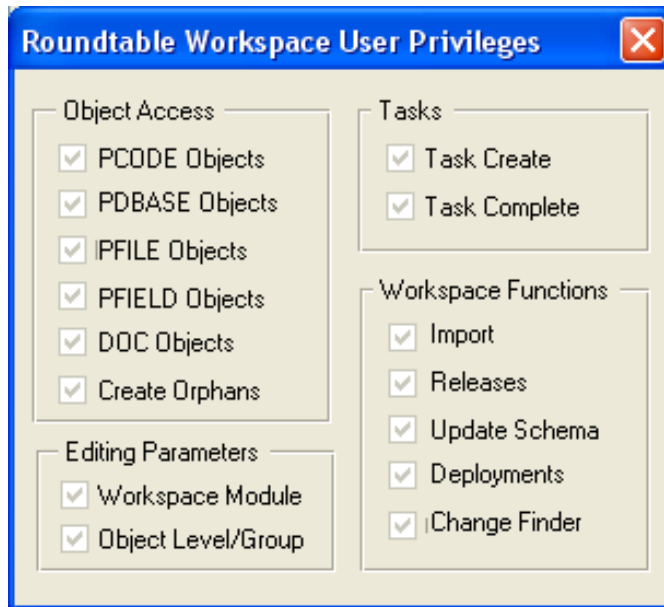 Roundtable Workspace User Privileges
Object Access
PCODE Objects
PDBASE Objects
PFILE Objects
PFIELD Objects
DOC Objects
Create Orphans
Editing Parameters
Workspace Module
Object Level/Group
Tasks
Task Create
Task Complete
Workspace Functions
Import
Releases
Update Schema
Deployments
Change Finder